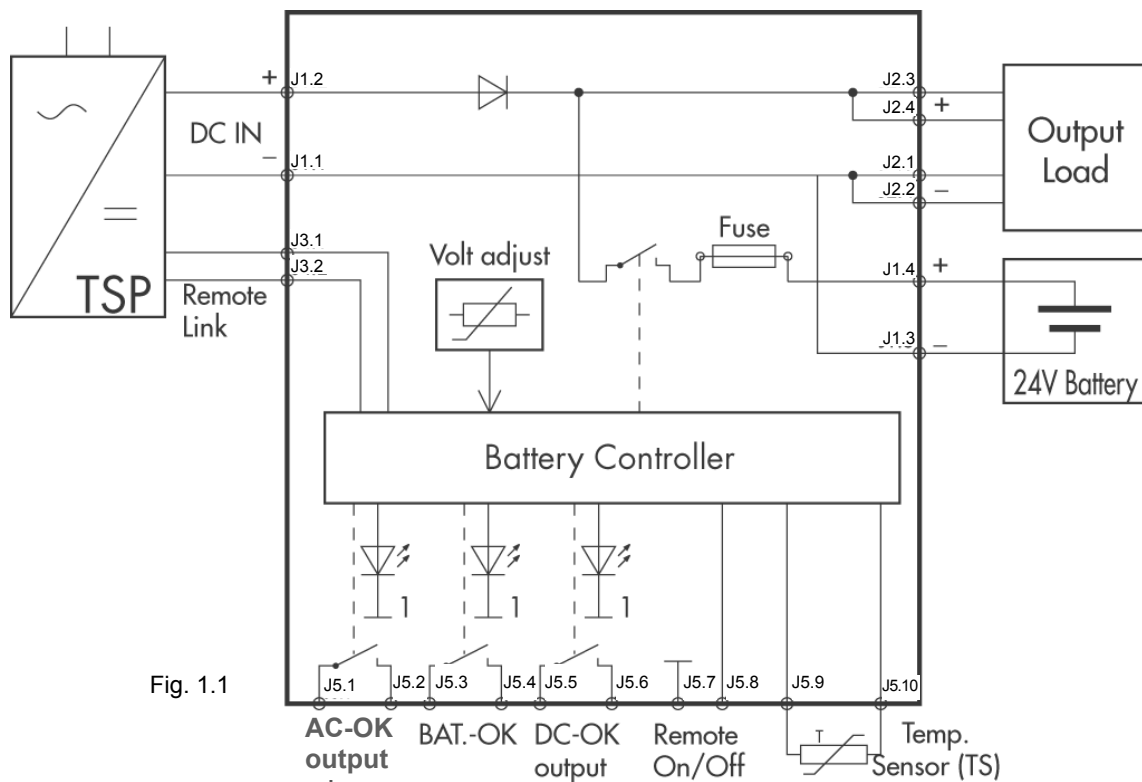 +
J1.2
J2.3
J2.4
+
DC IN
Output
Load
−
J1.1
J2.1
J2.2
−
J3.1
J3.2
TSP
Remote
Link
Volt adjust
Fuse
+
J1.4
J1.3
−
24V Battery
Battery Controller
1
1
1
Fig. 1.1
J5.1
J5.2
J5.3
J5.4
J5.5
J5.6
J5.7
J5.8
J5.9
J5.10
AC-OK
output
BAT.-OK
DC-OK
output
Remote
On/Off
T
Temp.
Sensor (TS)